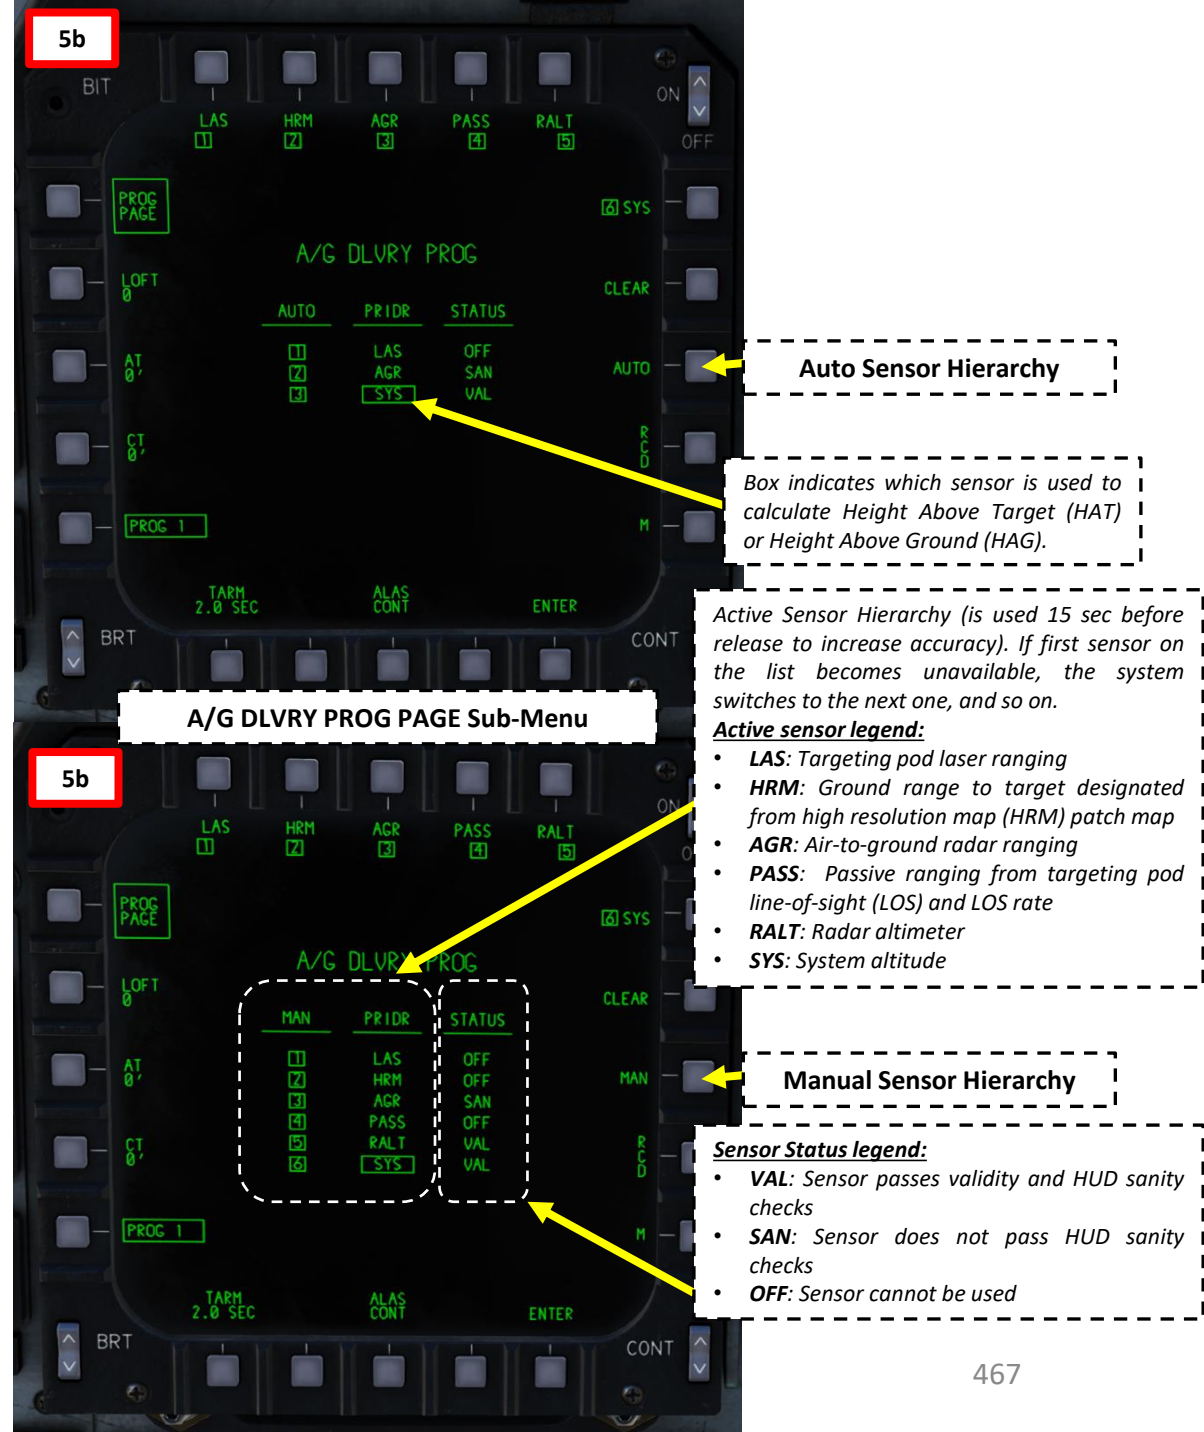 5b
BIT
ON
OFF
LAS HRM AGR PASS RALT
1 2 3 4 5
PROG
PAGE
6 SYS
A/G DLVRY PROG
LOFT
0
CLEAR
AUTO PRIOR STATUS
1 LAS OFF
2 AGR SAN
3 SYS VAL
AT
0'
AUTO
Auto Sensor Hierarchy
CT
0'
R
C
D
Box indicates which sensor is used to
calculate Height Above Target (HAT)
or Height Above Ground (HAG).
PROG 1
M
TARM
2.0 SEC
ALAS
CONT
ENTER
BRT
CONT
Active Sensor Hierarchy (is used 15 sec before
release to increase accuracy). If first sensor on
the list becomes unavailable, the system
switches to the next one, and so on.
Active sensor legend:
• LAS: Targeting pod laser ranging
• HRM: Ground range to target designated
from high resolution map (HRM) patch map
• AGR: Air-to-ground radar ranging
• PASS: Passive ranging from targeting pod
line-of-sight (LOS) and LOS rate
• RALT: Radar altimeter
• SYS: System altitude
A/G DLVRY PROG PAGE Sub-Menu
5b
ON
O
LAS HRM AGR PASS RALT
1 2 3 4 5
PROG
PAGE
6 SYS
A/G DLVRY PROG
LOFT
0
CLEAR
MAN PRIOR STATUS
1 LAS OFF
2 HRM OFF
3 AGR SAN
4 PASS OFF
5 RALT VAL
6 SYS VAL
AT
0'
MAN
Manual Sensor Hierarchy
CT
0'
R
C
D
Sensor Status legend:
• VAL: Sensor passes validity and HUD sanity
checks
• SAN: Sensor does not pass HUD sanity
checks
• OFF: Sensor cannot be used
PROG 1
M
TARM
2.0 SEC
ALAS
CONT
ENTER
BRT
CONT
467